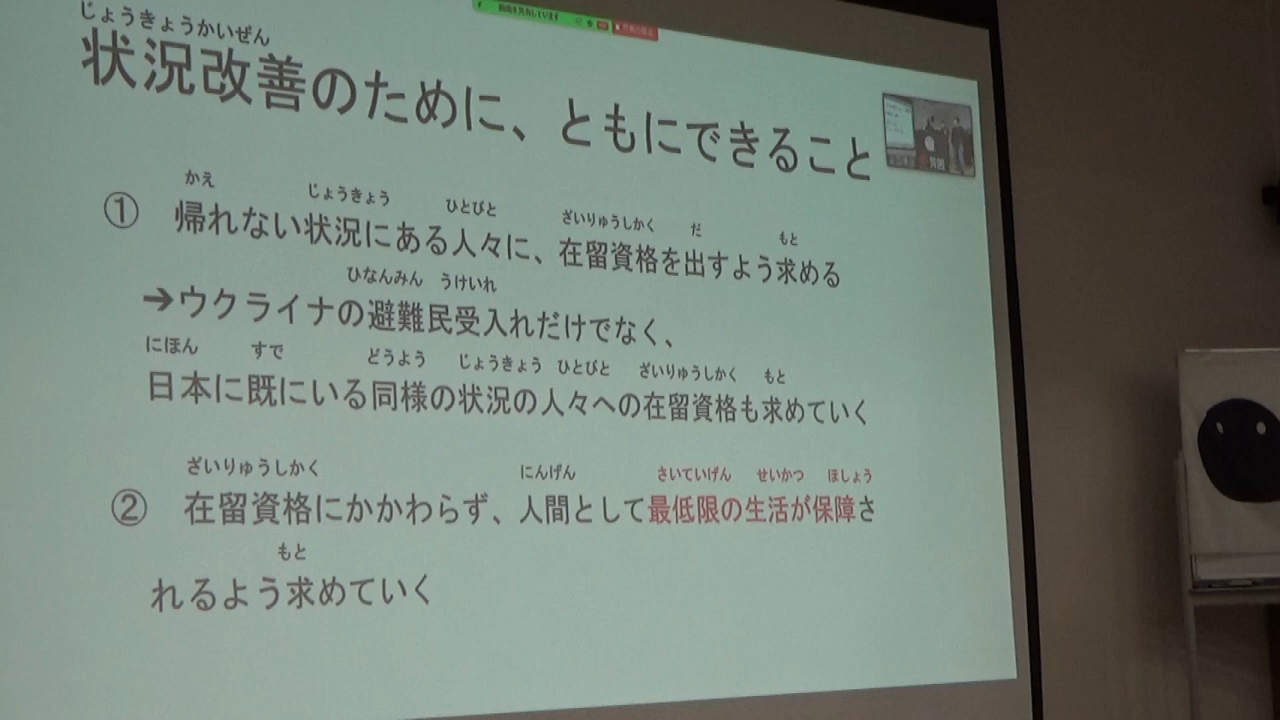 画面を共有しています
じょうきょうかいぜん
状況改善のために、ともにできること
かえ じょうきょう ひとびと ざいりゅうしかく だ もと
① 帰れない状況にある人々に、在留資格を出すよう求める
ひなんみん うけいれ
➔ウクライナの避難民受入れだけでなく、
にほん すで どうよう じょうきょう ひとびと ざいりゅうしかく もと
日本に既にいる同様の状況の人々への在留資格も求めていく
ざいりゅうしかく にんげん さいていげん せいかつ ほしょう
② 在留資格にかかわらず、人間として最低限の生活が保障さ
もと
れるよう求めていく